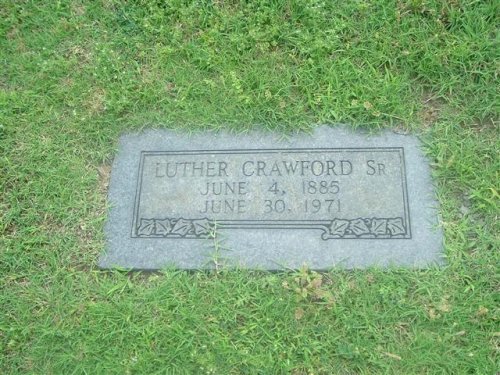 LUTHER CRAWFORD SR
JUNE 4, 1885
JUNE 30, 1971